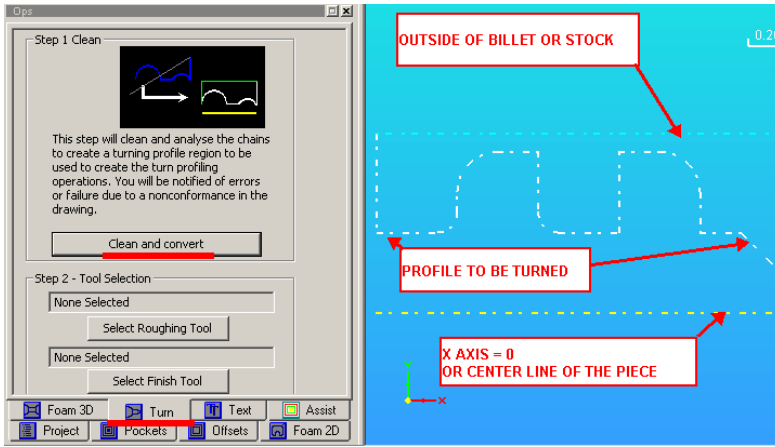 Ops
Step 1 Clean
This step will clean and analyse the chains
to create a turning profile region to be
used to create the turn profiling
operations. You will be notified of errors
or failure due to a nonconformance in the
drawing.
Clean and convert
Step 2 - Tool Selection
None Selected
Select Roughing Tool
None Selected
Select Finish Tool
Foam 3D
Turn
Text
Assist
Project
Pockets
Offsets
Foam 2D
OUTSIDE OF BILLET OR STOCK
PROFILE TO BE TURNED
X AXIS = 0
OR CENTER LINE OF THE PIECE
Y
X